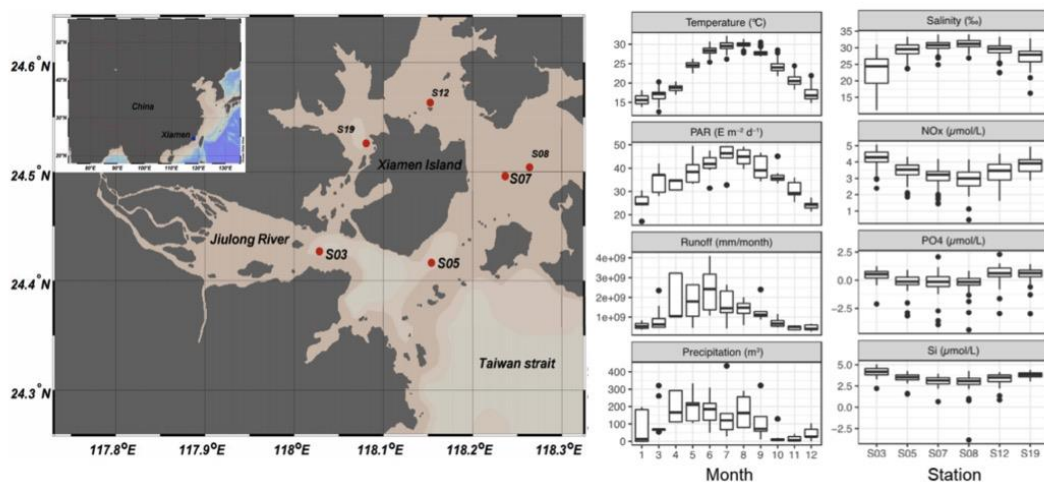 China
Xiamen
24.6°N
24.5°N
24.4°N
24.3°N
S12
S19
Xiamen Island
S08
S07
Jiulong River
S03
S05
Taiwan strait
117.8°E 117.9°E 118°E 118.1°E 118.2°E 118.3°E
Temperature (°C)
30
25
20
15
PAR (E m⁻² d⁻¹)
50
40
30
20
Runoff (mm/month)
4e+09
3e+09
2e+09
1e+09
Precipitation (m³)
400
300
200
100
0
1 2 3 4 5 6 7 8 9 10 11 12
Month
Salinity (‰)
35
30
25
20
15
NOx (μmol/L)
5
4
3
2
1
PO4 (μmol/L)
2.5
0.0
−2.5
Si (μmol/L)
5.0
2.5
0.0
S03 S05 S07 S08 S12 S19
Station